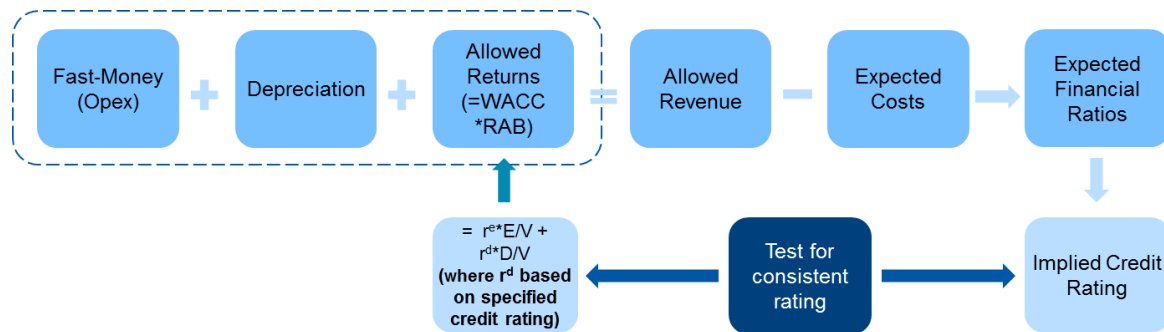 Fast-Money
(Opex)
+
Depreciation
+
Allowed
Returns
(=WACC
*RAB)
=
Allowed
Revenue
−
Expected
Costs
Expected
Financial
Ratios
= rᵉ*E/V +
rᵈ*D/V
(where rᵈ based
on specified
credit rating)
Test for
consistent
rating
Implied Credit
Rating